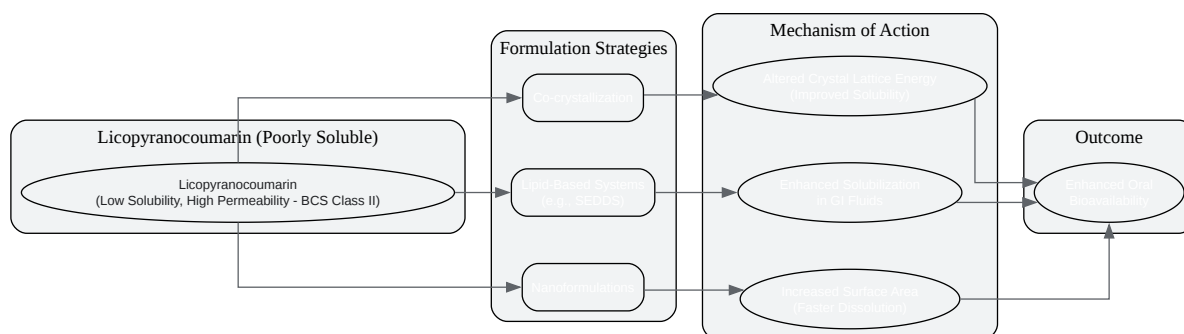 Licopyranocoumarin (Poorly Soluble)
Licopyranocoumarin
(Low Solubility, High Permeability - BCS Class II)
Formulation Strategies
Co-crystallization
Lipid-Based Systems
(e.g., SEDDS)
Nanoformulations
Mechanism of Action
Altered Crystal Lattice Energy
(Improved Solubility)
Enhanced Solubilization
in GI Fluids
Increased Surface Area
(Faster Dissolution)
Outcome
Enhanced Oral
Bioavailability